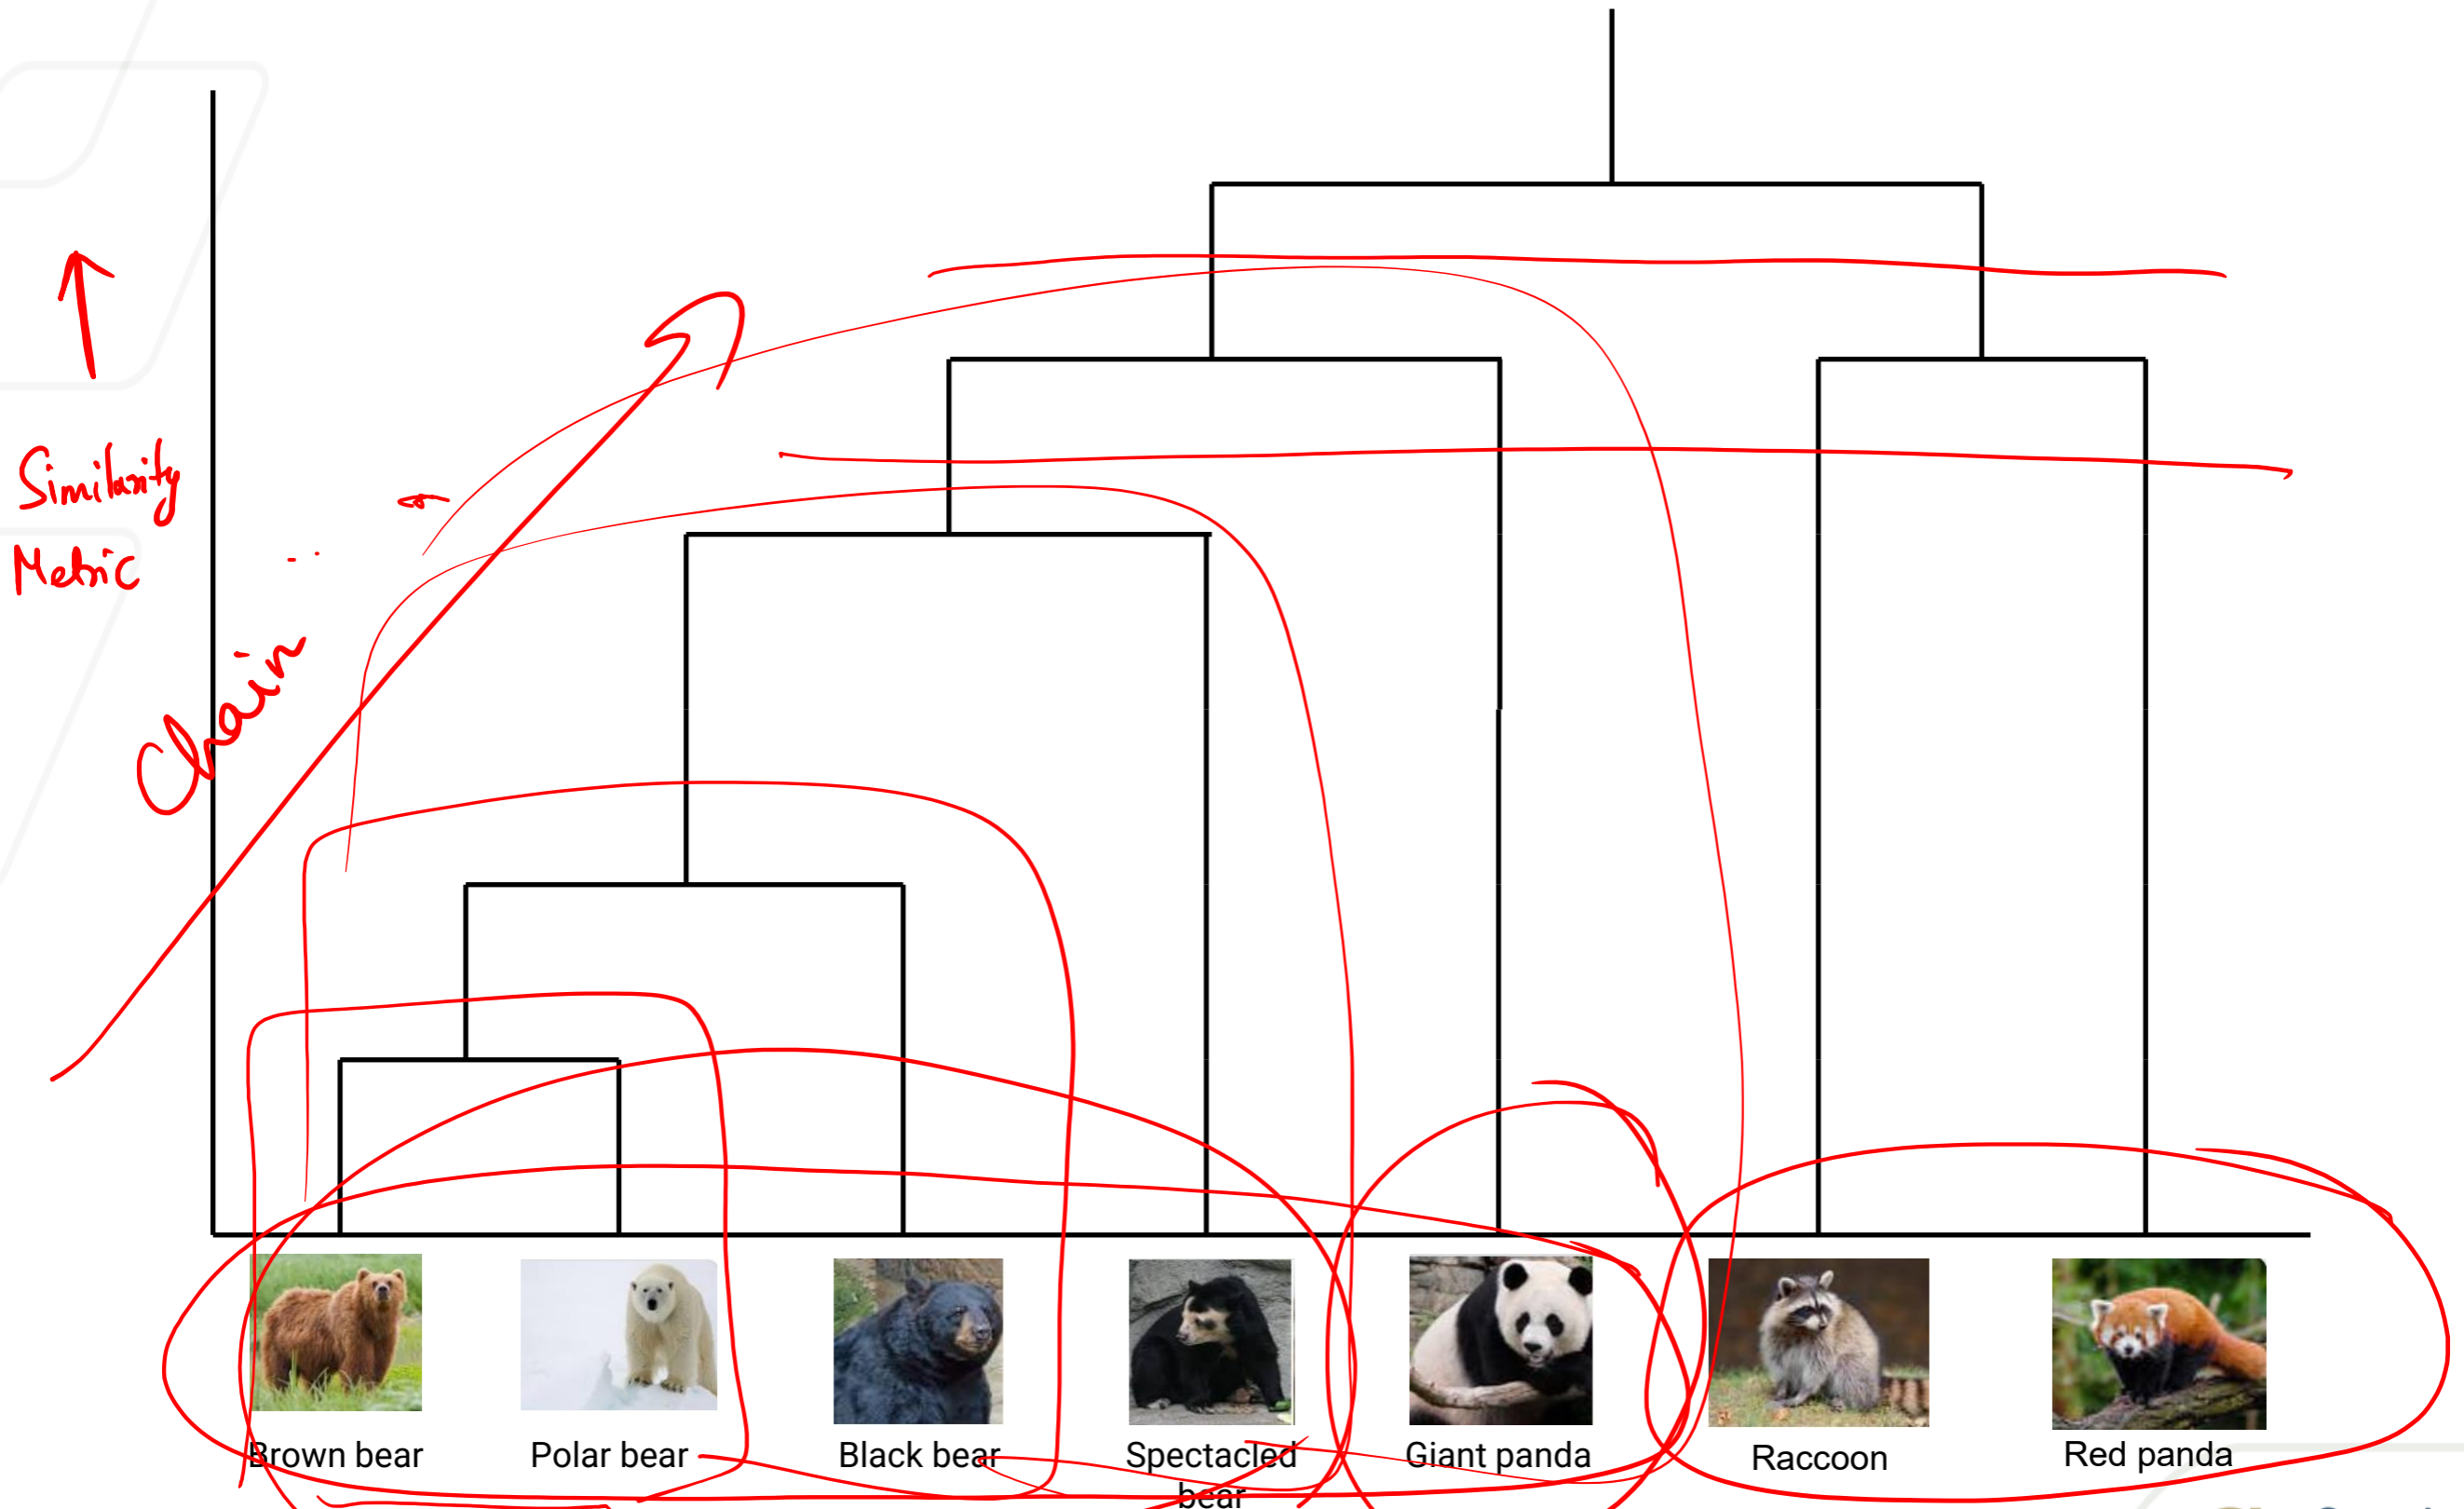 Similarity
Metric
Chain
Brown bear
Polar bear
Black bear
Spectacled
bear
Giant panda
Raccoon
Red panda